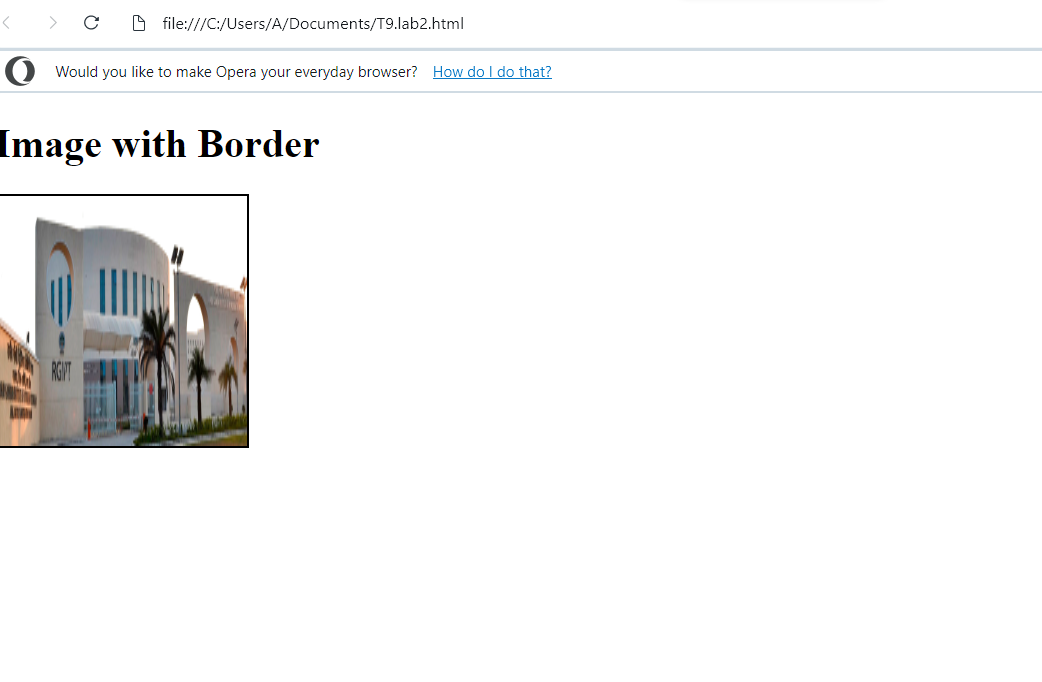 file:///C:/Users/A/Documents/T9.lab2.html
Would you like to make Opera your everyday browser? How do I do that?
Image with Border
RGIPT